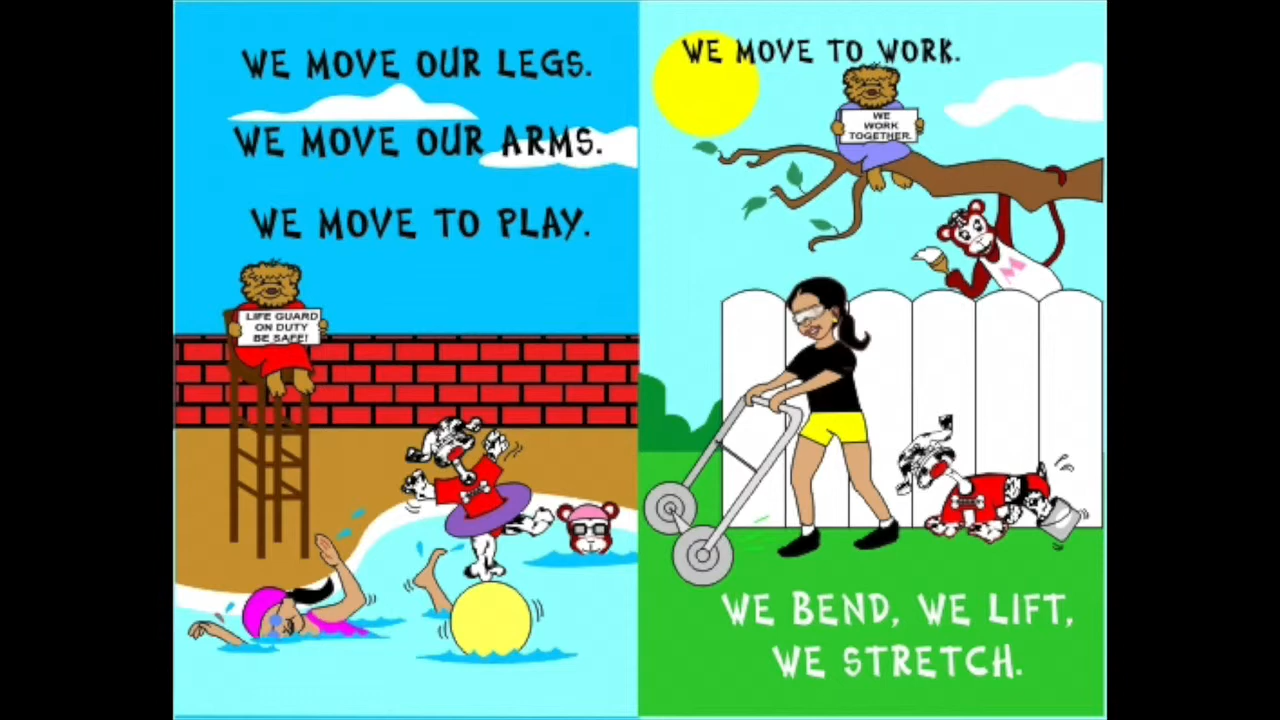 WE MOVE OUR LEGS.
WE MOVE OUR ARMS.
WE MOVE TO PLAY.
LIFE GUARD
ON DUTY
BE SAFE!
WE MOVE TO WORK.
WE
WORK
TOGETHER.
WE BEND, WE LIFT,
WE STRETCH.